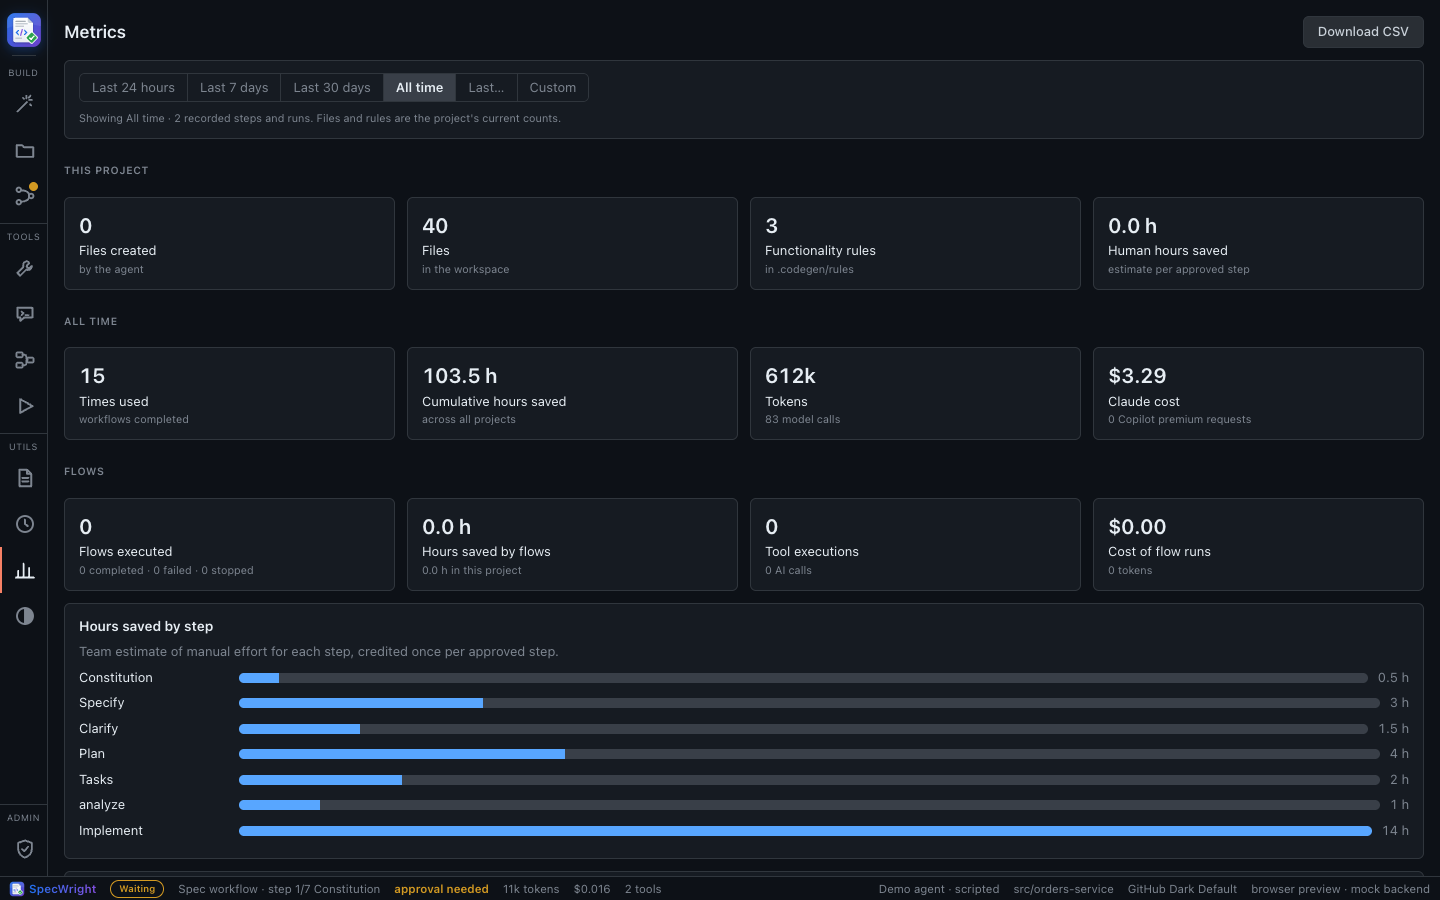 Metrics
Download CSV
BUILD
Last 24 hours Last 7 days Last 30 days All time Last... Custom
Showing All time · 2 recorded steps and runs. Files and rules are the project's current counts.
THIS PROJECT
0
Files created
by the agent
40
Files
in the workspace
3
Functionality rules
in .codegen/rules
0.0 h
Human hours saved
estimate per approved step
TOOLS
ALL TIME
15
Times used
workflows completed
103.5 h
Cumulative hours saved
across all projects
612k
Tokens
83 model calls
$3.29
Claude cost
0 Copilot premium requests
UTILS
FLOWS
0
Flows executed
0 completed · 0 failed · 0 stopped
0.0 h
Hours saved by flows
0.0 h in this project
0
Tool executions
0 AI calls
$0.00
Cost of flow runs
0 tokens
Hours saved by step
Team estimate of manual effort for each step, credited once per approved step.
Constitution 0.5 h
Specify 3 h
Clarify 1.5 h
Plan 4 h
Tasks 2 h
analyze 1 h
Implement 14 h
ADMIN
SpecWright Waiting Spec workflow · step 1/7 Constitution approval needed 11k tokens $0.016 2 tools Demo agent · scripted src/orders-service GitHub Dark Default browser preview · mock backend